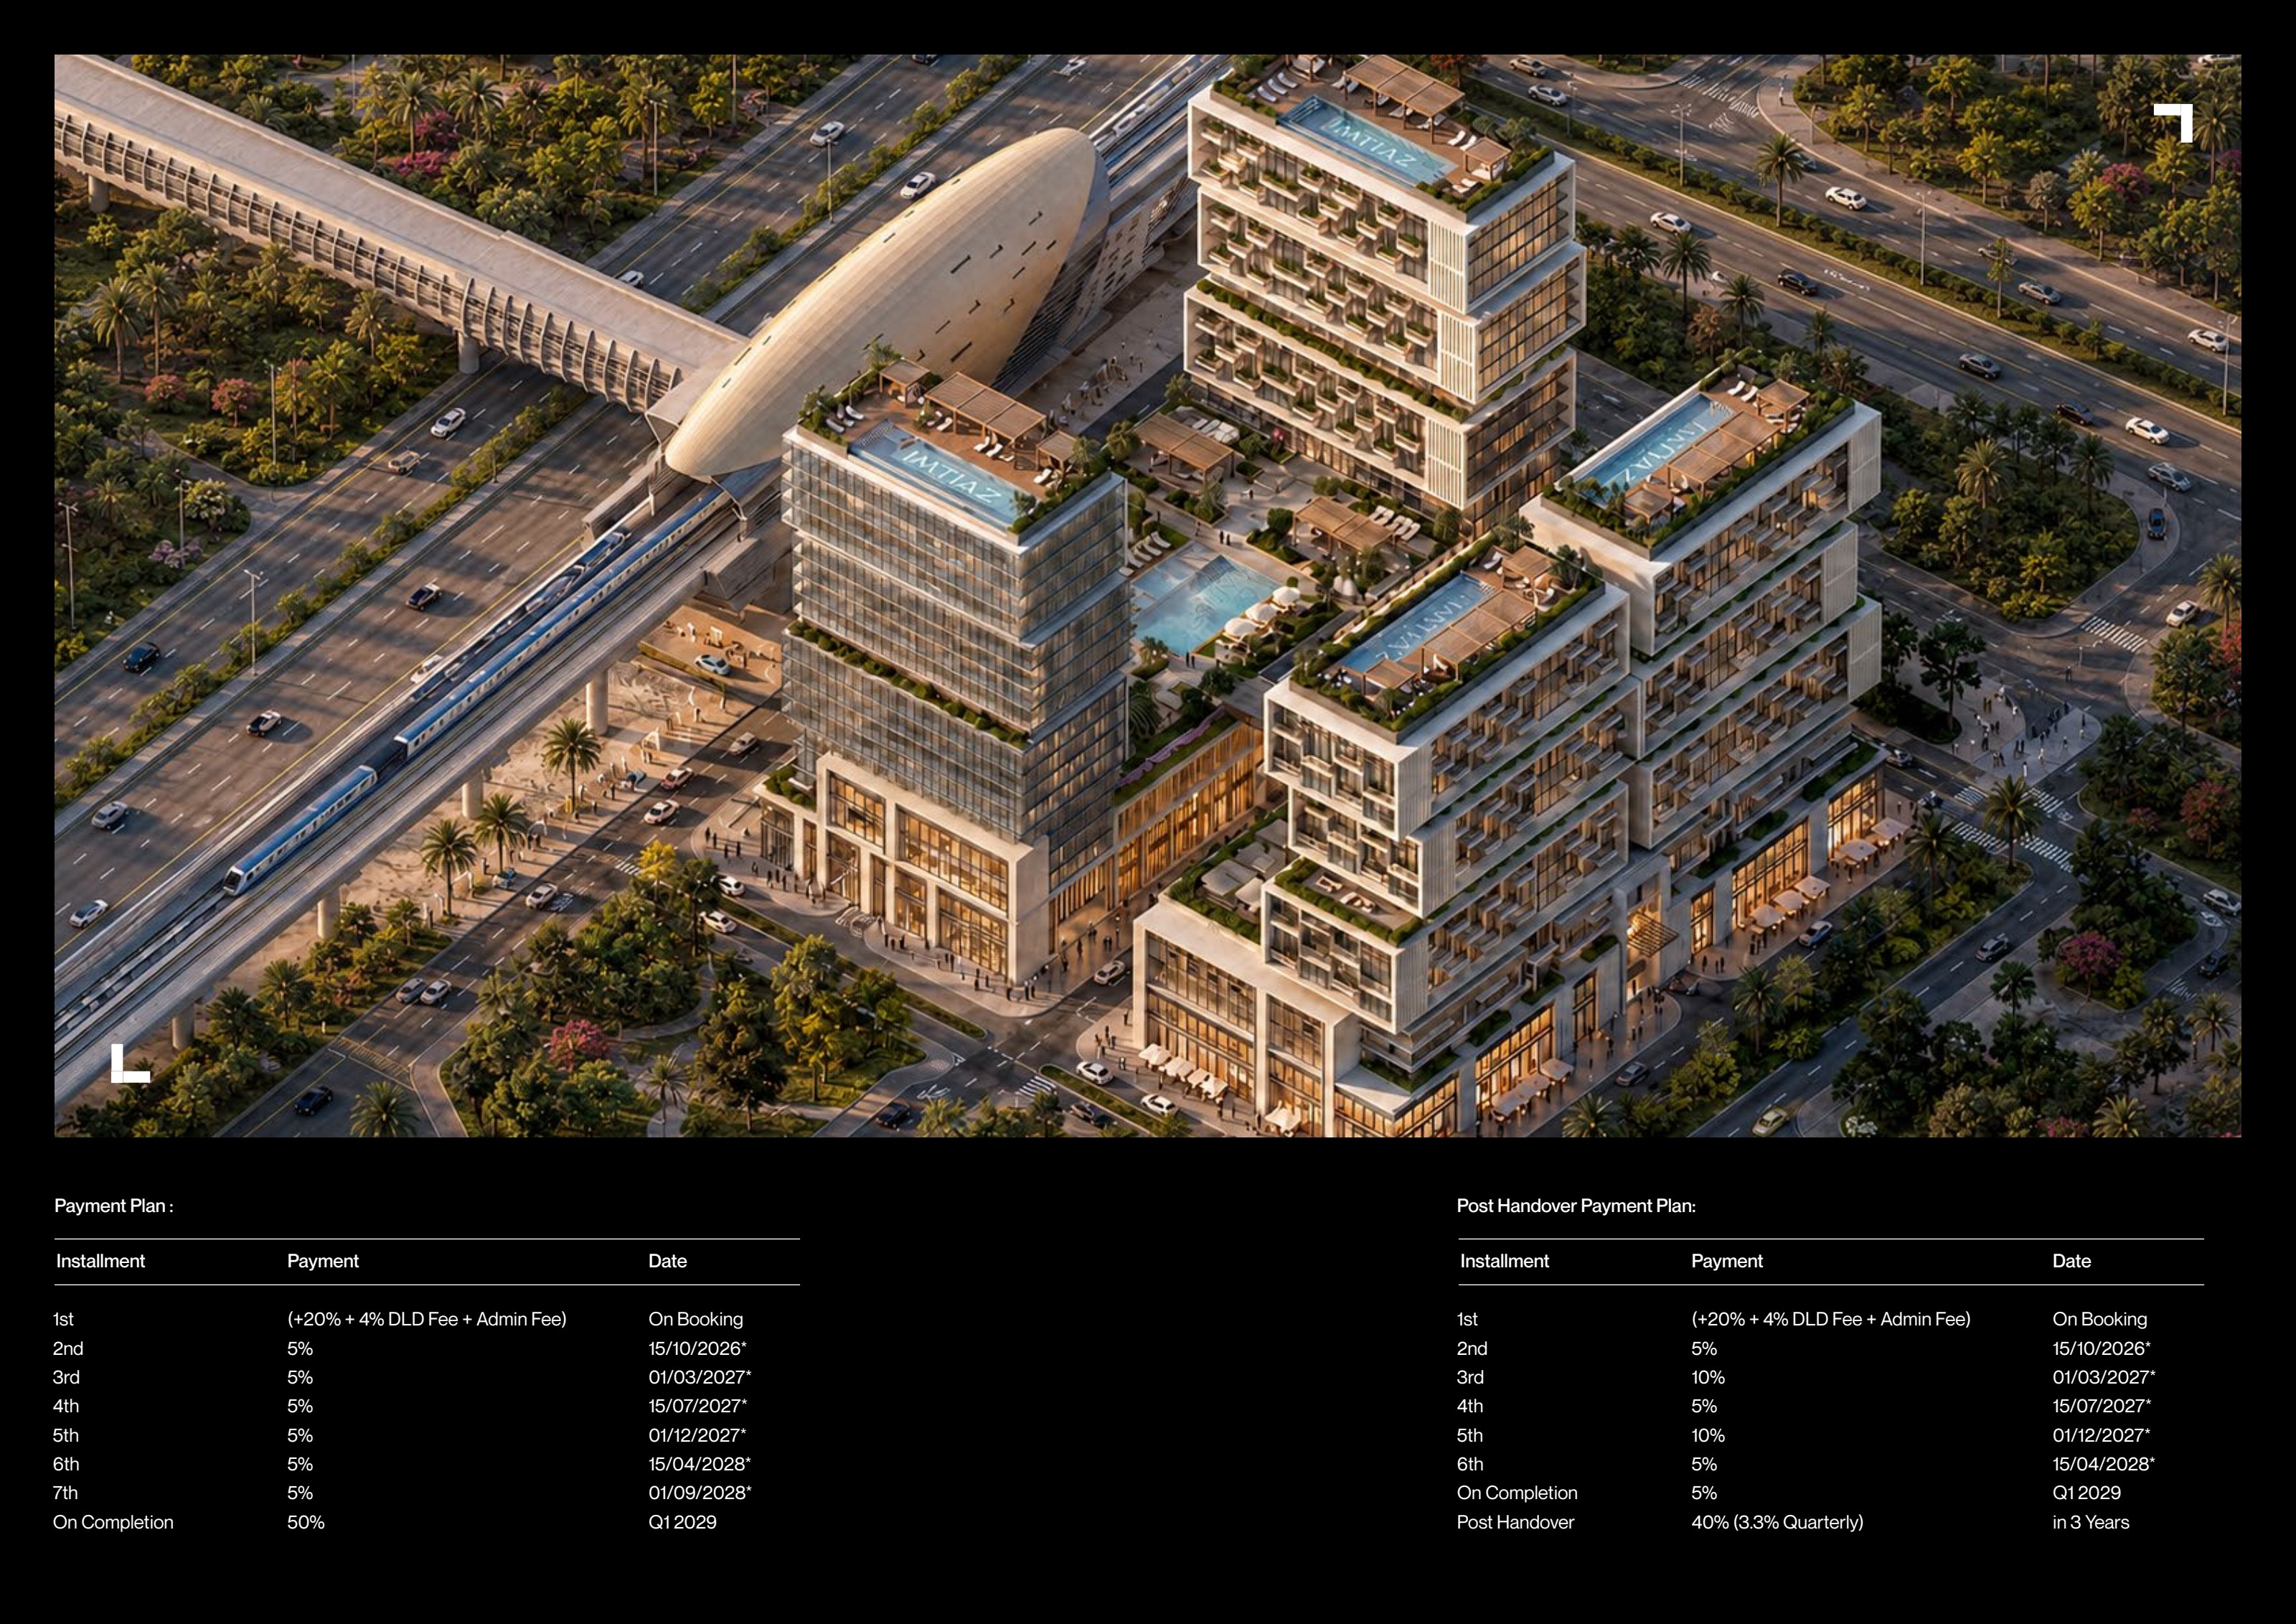 IMTIAZ
IMTIAZ
IMTIAZ
IMTIAZ
Payment Plan :
Installment Payment Date
1st (+20% + 4% DLD Fee + Admin Fee) On Booking
2nd 5% 15/10/2026*
3rd 5% 01/03/2027*
4th 5% 15/07/2027*
5th 5% 01/12/2027*
6th 5% 15/04/2028*
7th 5% 01/09/2028*
On Completion 50% Q1 2029
Post Handover Payment Plan:
Installment Payment Date
1st (+20% + 4% DLD Fee + Admin Fee) On Booking
2nd 5% 15/10/2026*
3rd 10% 01/03/2027*
4th 5% 15/07/2027*
5th 10% 01/12/2027*
6th 5% 15/04/2028*
On Completion 5% Q1 2029
Post Handover 40% (3.3% Quarterly) in 3 Years